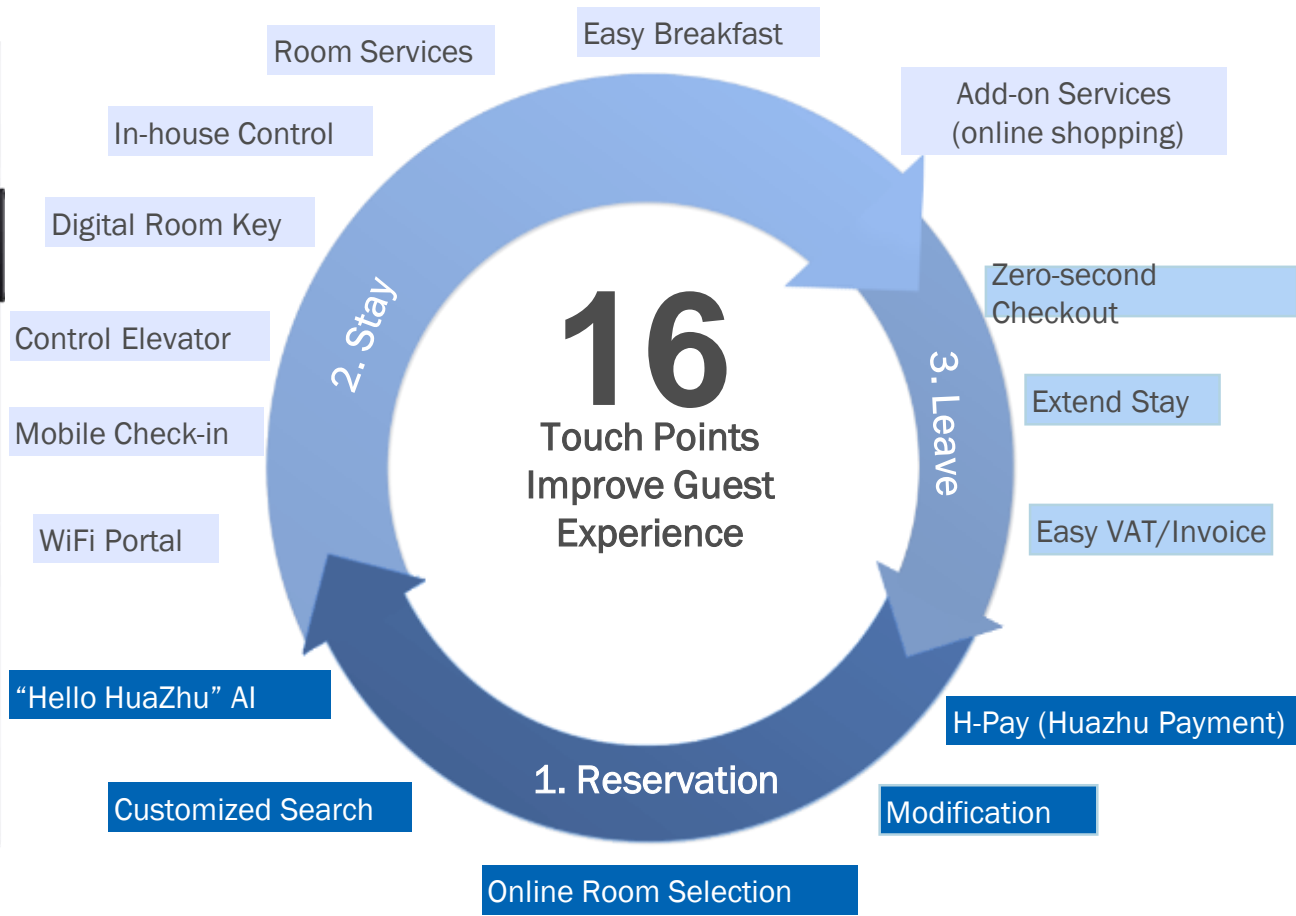 Easy Breakfast
Room Services
Add-on Services
(online shopping)
In-house Control
Digital Room Key
Zero-second
Checkout
Control Elevator
2. Stay
16
Touch Points
Improve Guest
Experience
3. Leave
Extend Stay
Mobile Check-in
Easy VAT/Invoice
WiFi Portal
“Hello HuaZhu” AI
H-Pay (Huazhu Payment)
1. Reservation
Customized Search
Modification
Online Room Selection